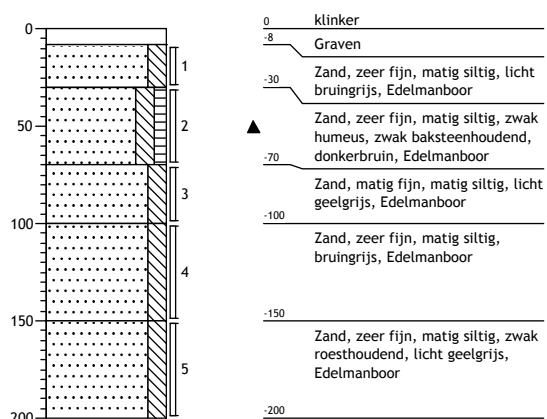 0
50
100
150
200
1
2
3
4
5
0 klinker
-8
Graven
-30
Zand, zeer fijn, matig siltig, licht
bruingrijs, Edelmanboor
Zand, zeer fijn, matig siltig, zwak
humeus, zwak baksteenhoudend,
donkerbruin, Edelmanboor
-70
Zand, matig fijn, matig siltig, licht
geelgrijs, Edelmanboor
-100
Zand, zeer fijn, matig siltig,
bruingrijs, Edelmanboor
-150
Zand, zeer fijn, matig siltig, zwak
roesthoudend, licht geelgrijs,
Edelmanboor
-200